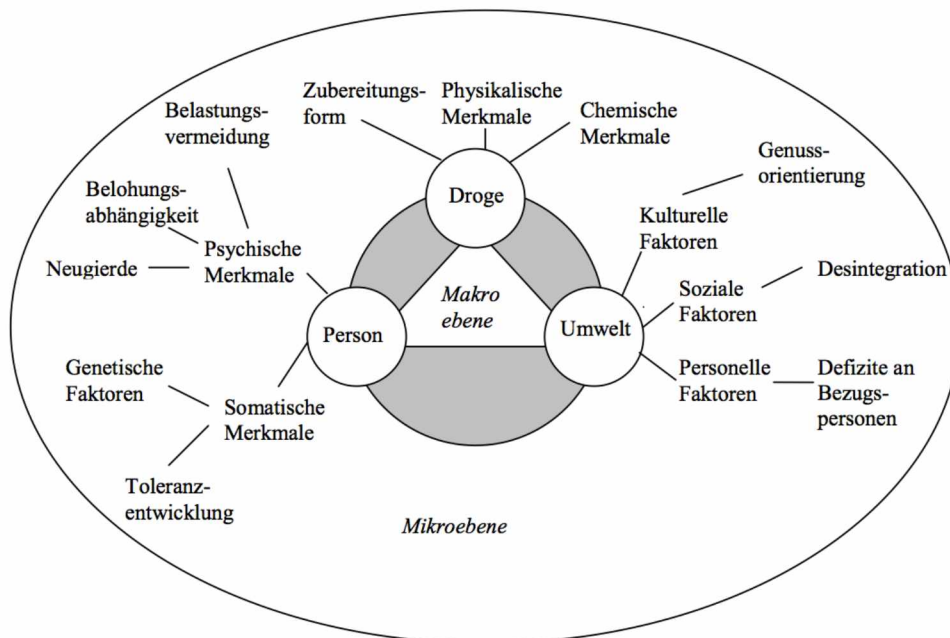 Zubereitungs-
form
Physikalische
Merkmale
Chemische
Merkmale
Belastungs-
vermeidung
Belohungs-
abhängigkeit
Neugierde
Psychische
Merkmale
Droge
Genuss-
orientierung
Kulturelle
Faktoren
Soziale
Faktoren
Desintegration
Makro
ebene
Person
Umwelt
Personelle
Faktoren
Defizite an
Bezugs-
personen
Genetische
Faktoren
Somatische
Merkmale
Toleranz-
entwicklung
Mikroebene